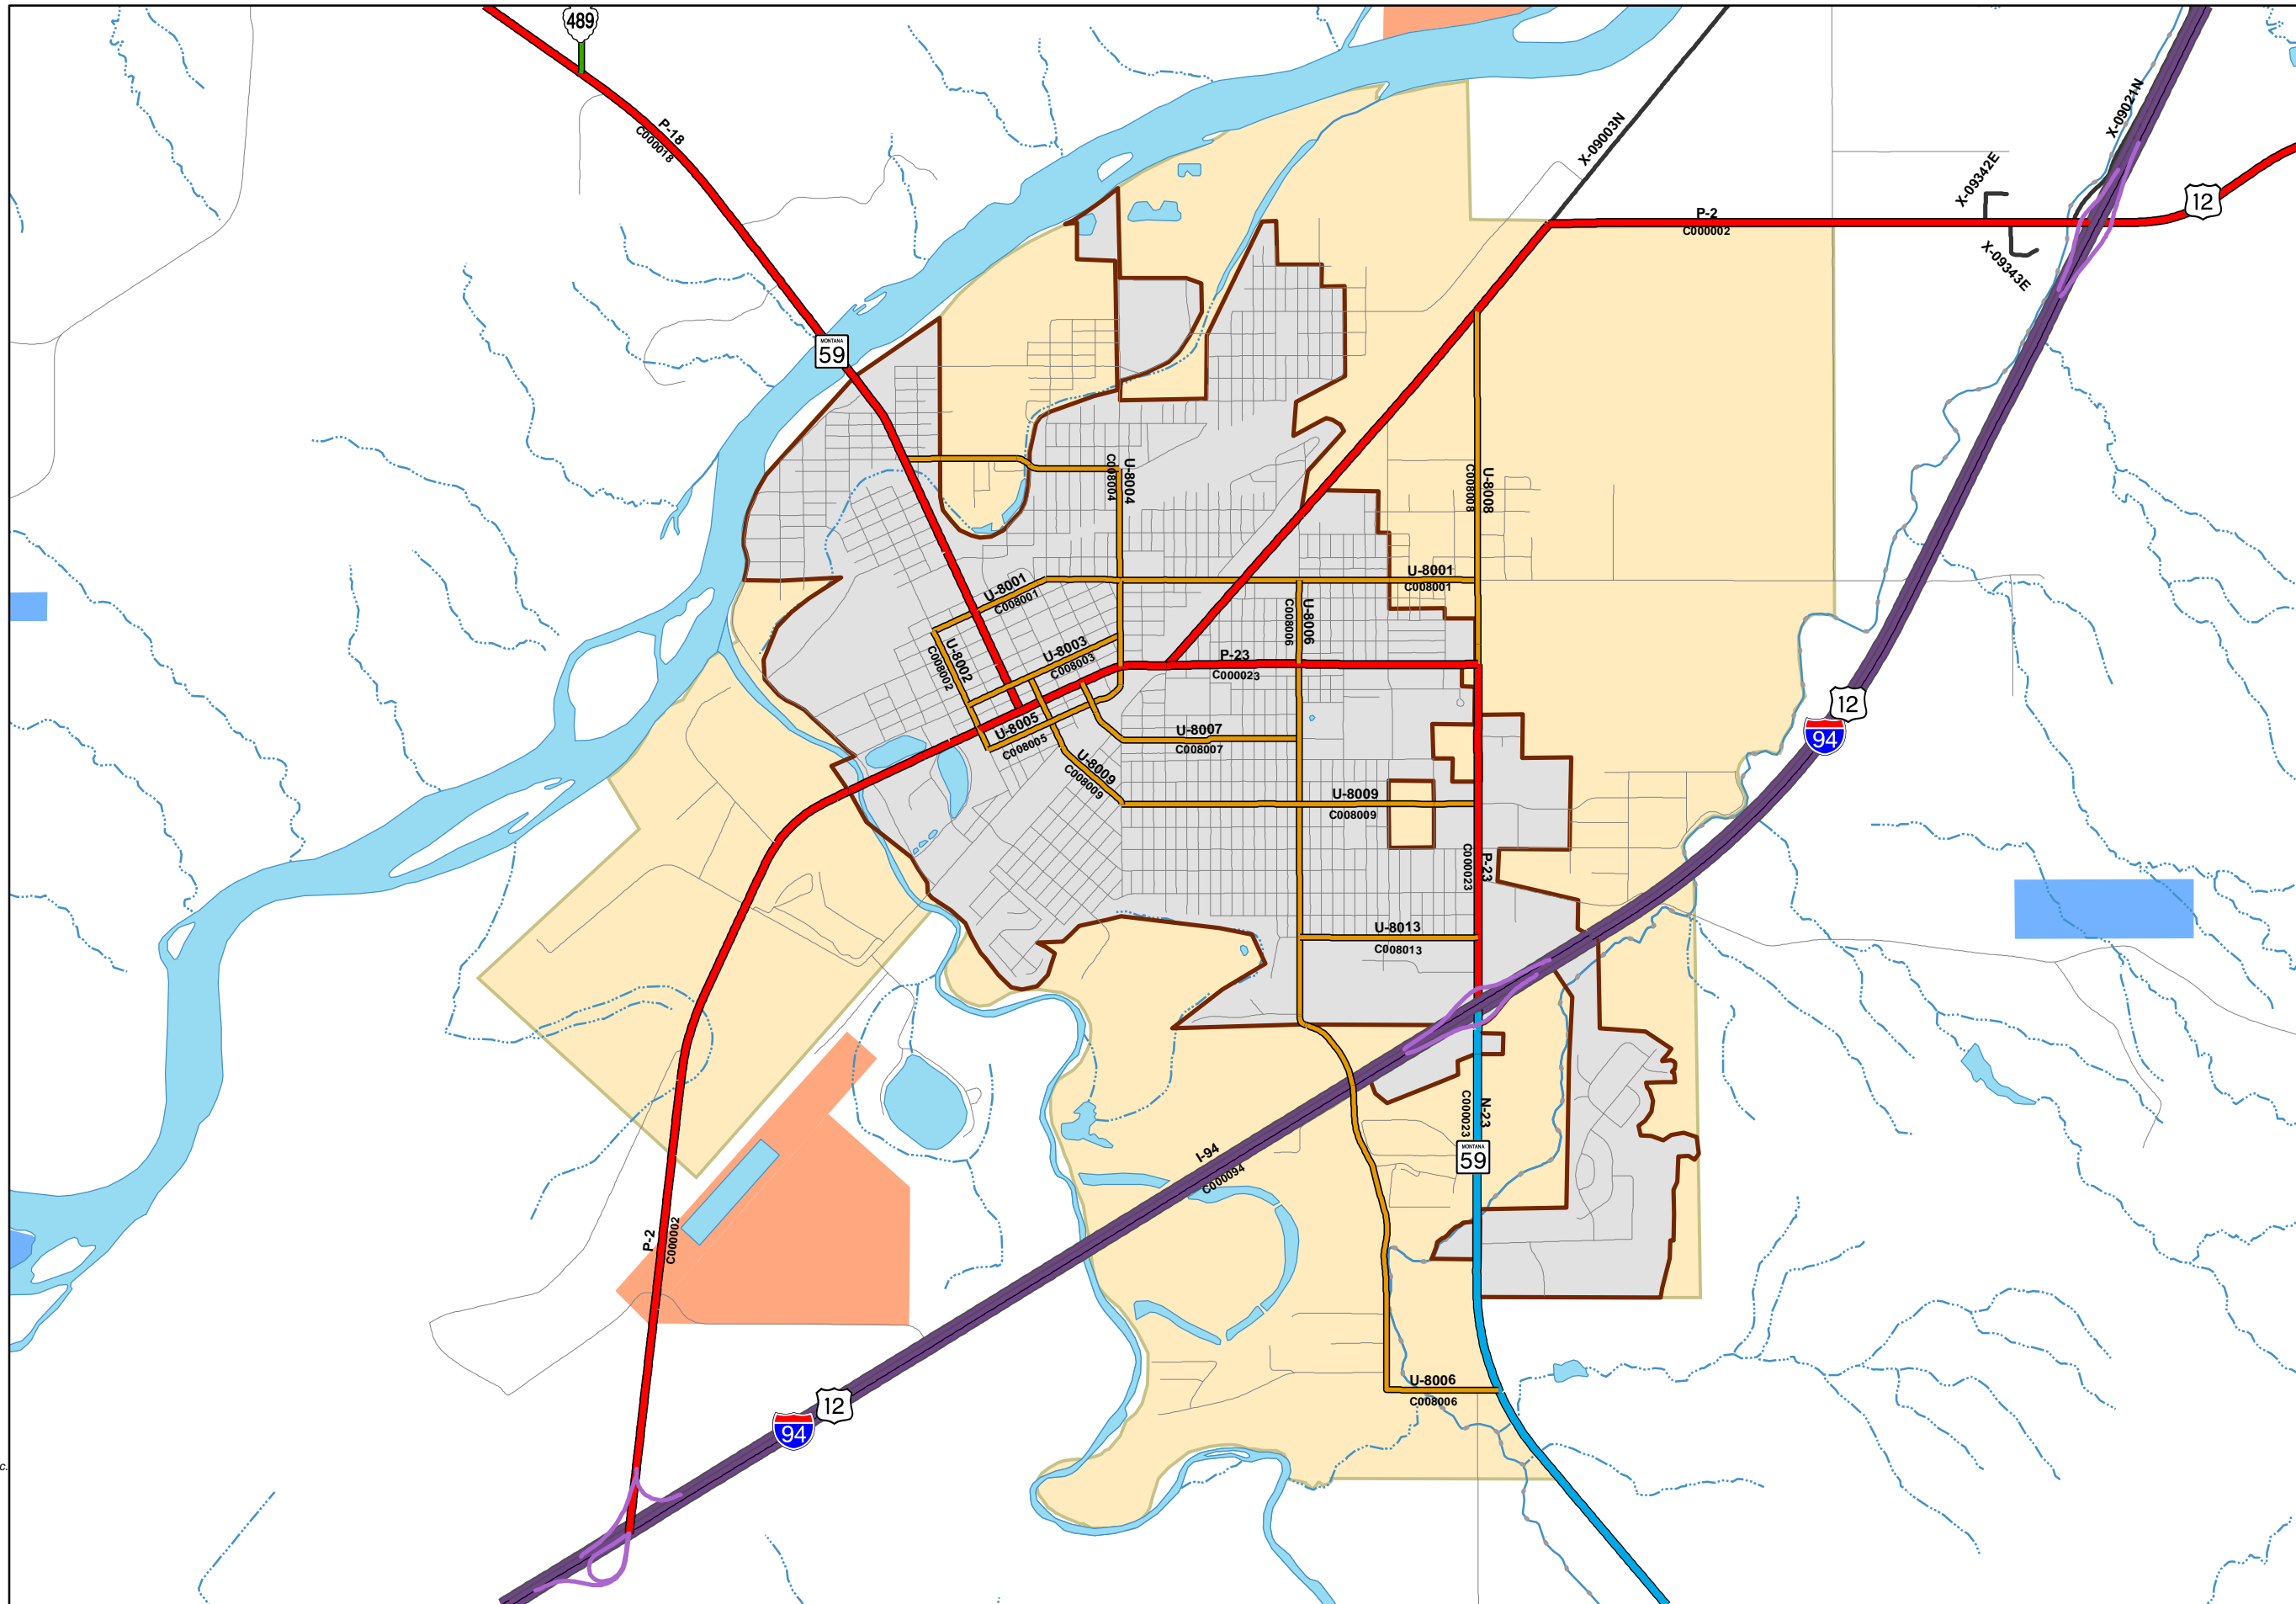 489
P-18
C000018
X-09003N
X-09021N
X-09342E
12
P-2
C000002
X-09343E
MONTANA
59
U-8004
C008004
U-8008
C008008
U-8001
C008001
U-8001
C008001
U-8006
C008006
U-8002
C008002
U-8003
C008003
P-23
C000023
12
94
U-8005
C008005
U-8007
C008007
U-8009
C008009
U-8009
C008009
P-23
C000023
U-8013
C008013
N-23
C000023
MONTANA
59
I-94
C000094
P-2
C000002
U-8006
C008006
12
94
c.